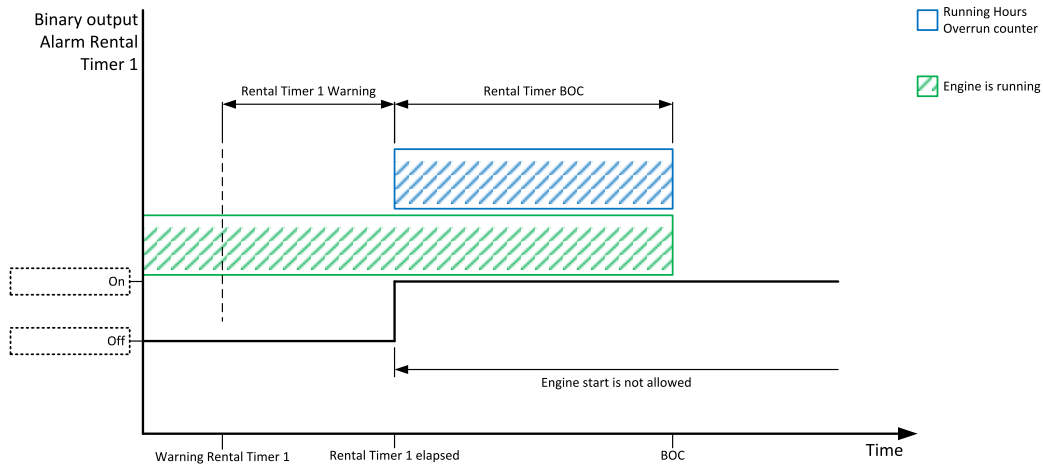 Binary output
Alarm Rental
Timer 1
Running Hours
Overrun counter
Engine is running
Rental Timer 1 Warning
Rental Timer BOC
On
Off
Engine start is not allowed
Time
Warning Rental Timer 1
Rental Timer 1 elapsed
BOC